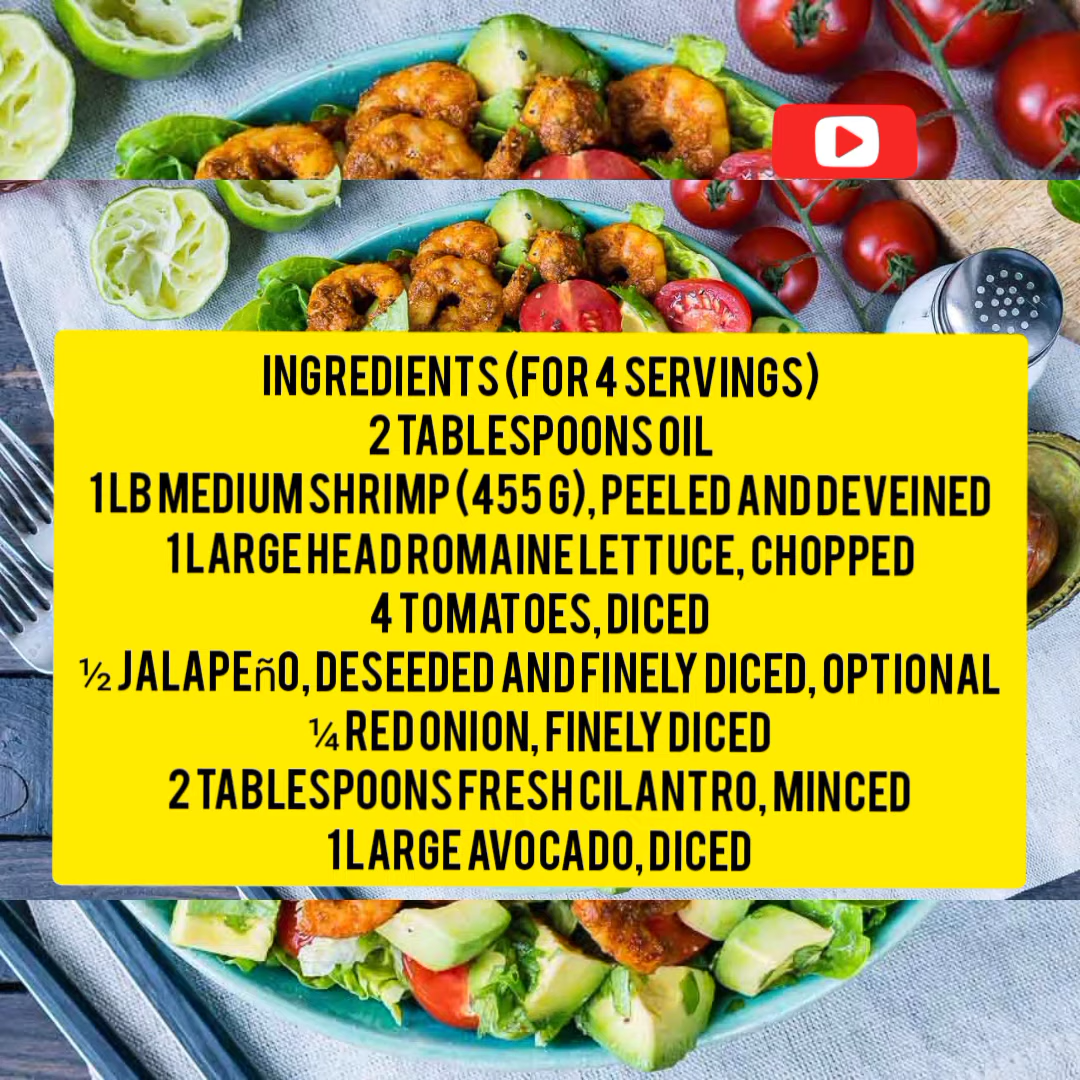 INGREDIENTS (FOR 4 SERVINGS)
2 TABLESPOONS OIL
1 LB MEDIUM SHRIMP (455 G), PEELED AND DEVEINED
1 LARGE HEAD ROMAINE LETTUCE, CHOPPED
4 TOMATOES, DICED
½ JALAPEñO, DESEEDED AND FINELY DICED, OPTIONAL
¼ RED ONION, FINELY DICED
2 TABLESPOONS FRESH CILANTRO, MINCED
1 LARGE AVOCADO, DICED